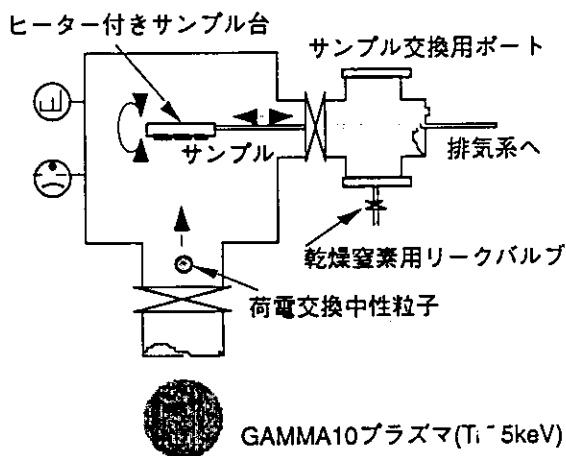 ヒーター付きサンプル台
サンプル交換用ポート
サンプル
排気系へ
乾燥窒素用リークバルブ
荷電交換中性粒子
GAMMA10プラズマ(Ti ~ 5keV)